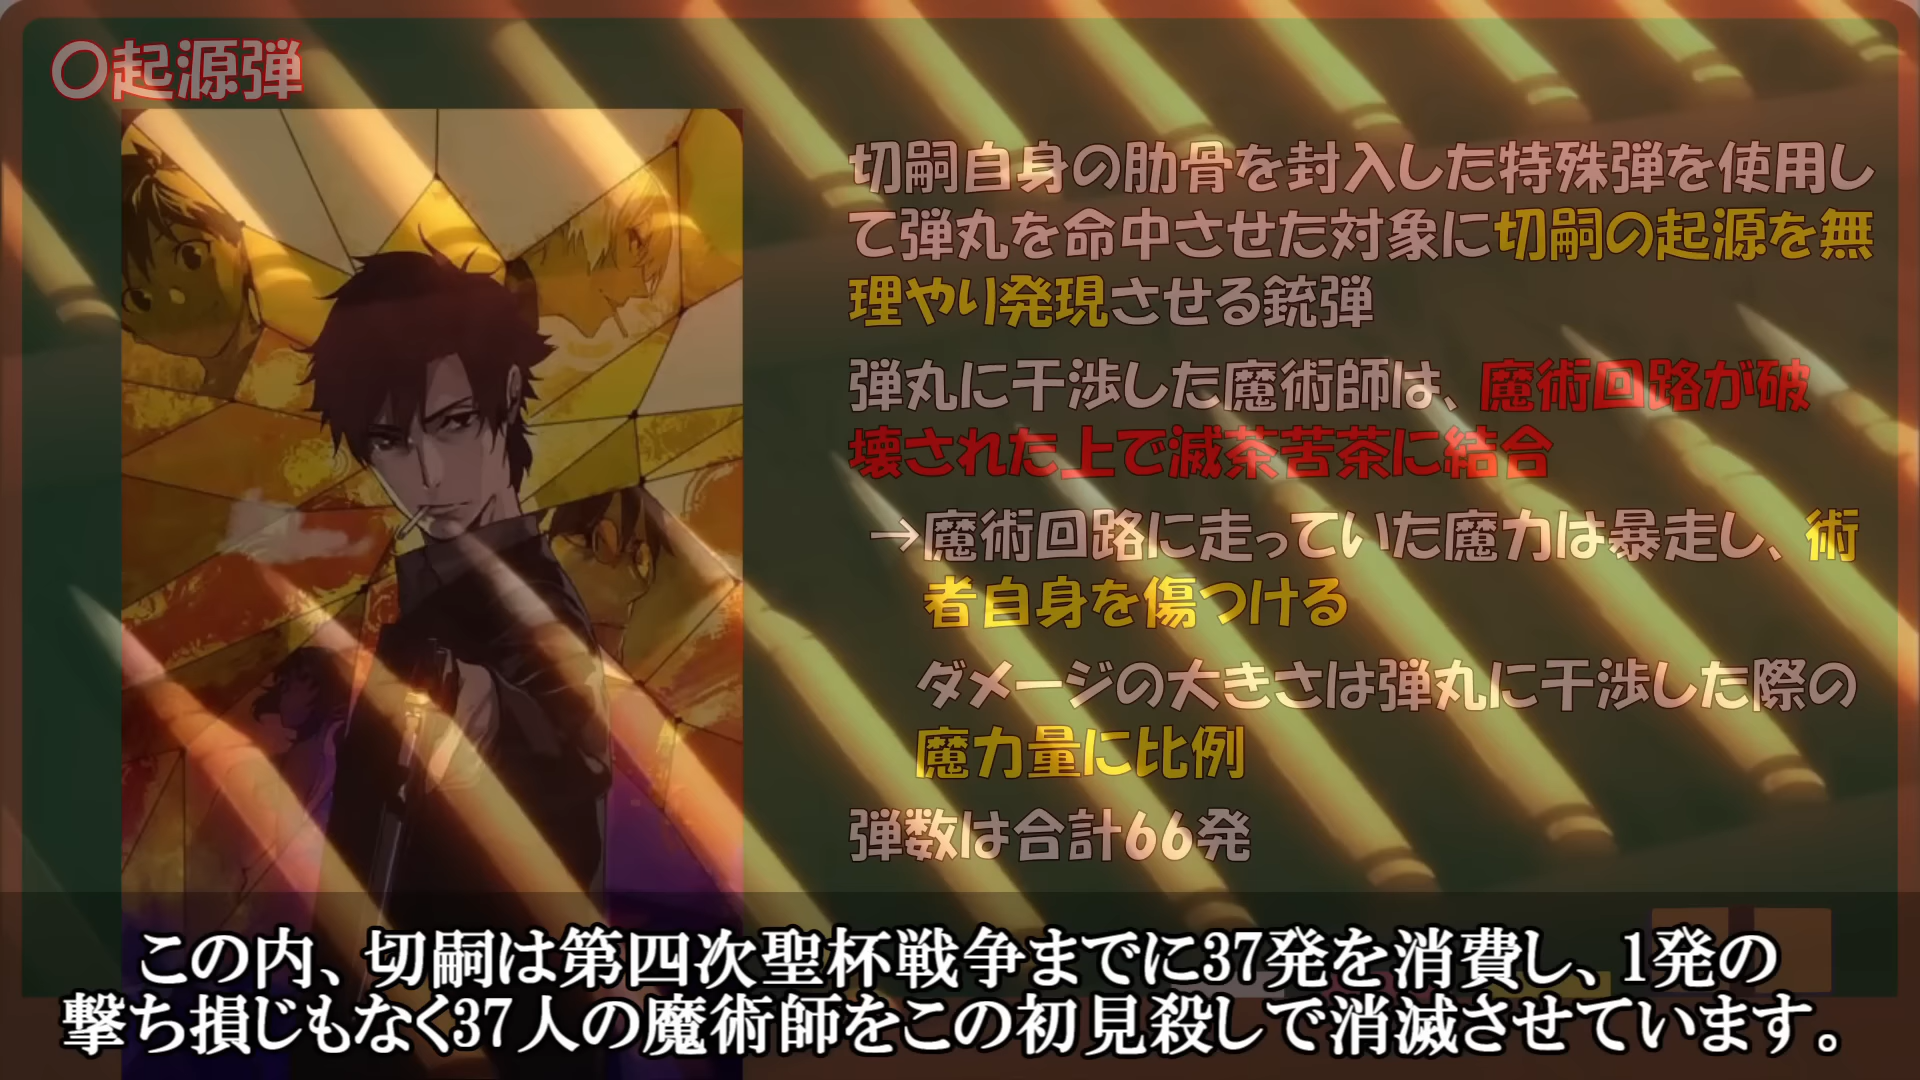 〇起源弾
切嗣自身の肋骨を封入した特殊弾を使用し
て弾丸を命中させた対象に切嗣の起源を無
理やり発現させる銃弾
弾丸に干渉した魔術師は、魔術回路が破
壊された上で滅茶苦茶に結合
→魔術回路に走っていた魔力は暴走し、術
者自身を傷つける
ダメージの大きさは弾丸に干渉した際の
魔力量に比例
弾数は合計66発
この内、切嗣は第四次聖杯戦争までに37発を消費し、1発の
撃ち損じもなく37人の魔術師をこの初見殺しで消滅させています。